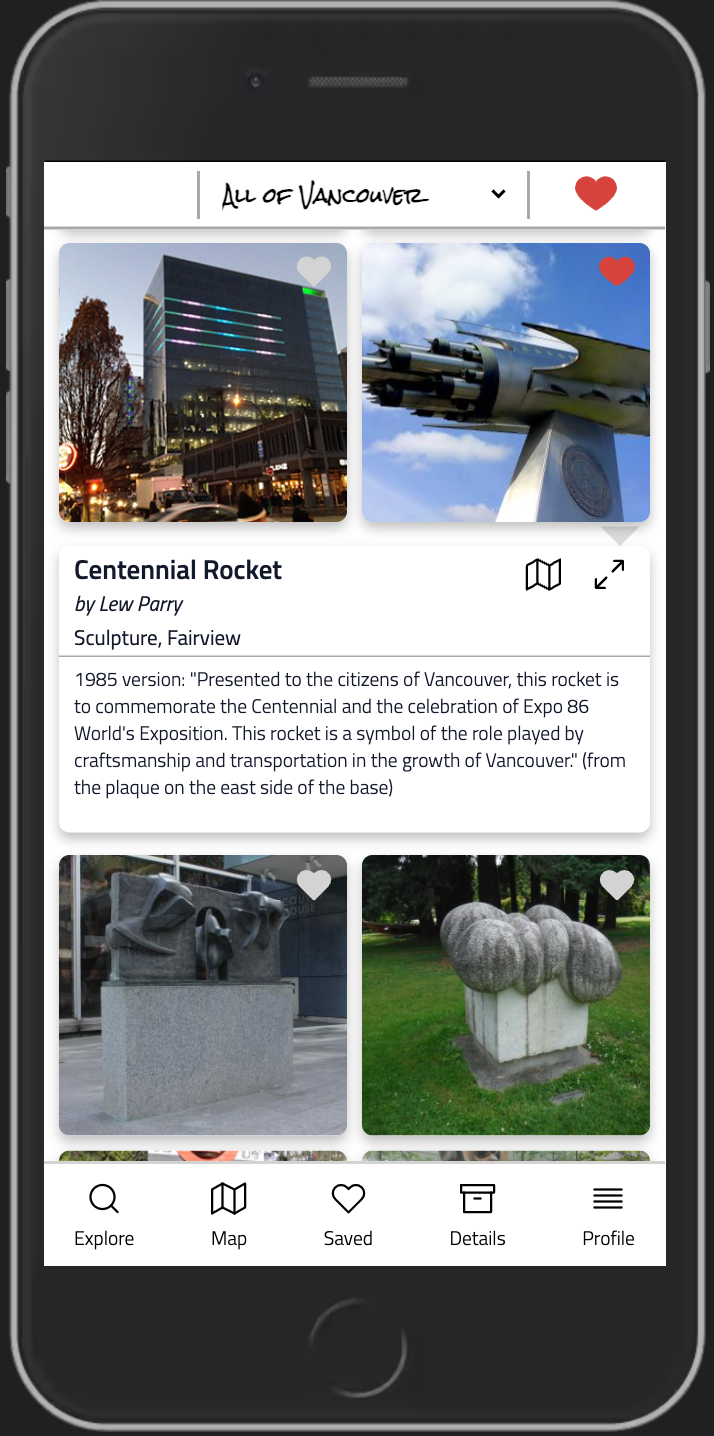 All of Vancouver
Centennial Rocket
by Lew Parry
Sculpture, Fairview
1985 version: "Presented to the citizens of Vancouver, this rocket is
to commemorate the Centennial and the celebration of Expo 86
World's Exposition. This rocket is a symbol of the role played by
craftsmanship and transportation in the growth of Vancouver." (from
the plaque on the east side of the base)
Explore
Map
Saved
Details
Profile